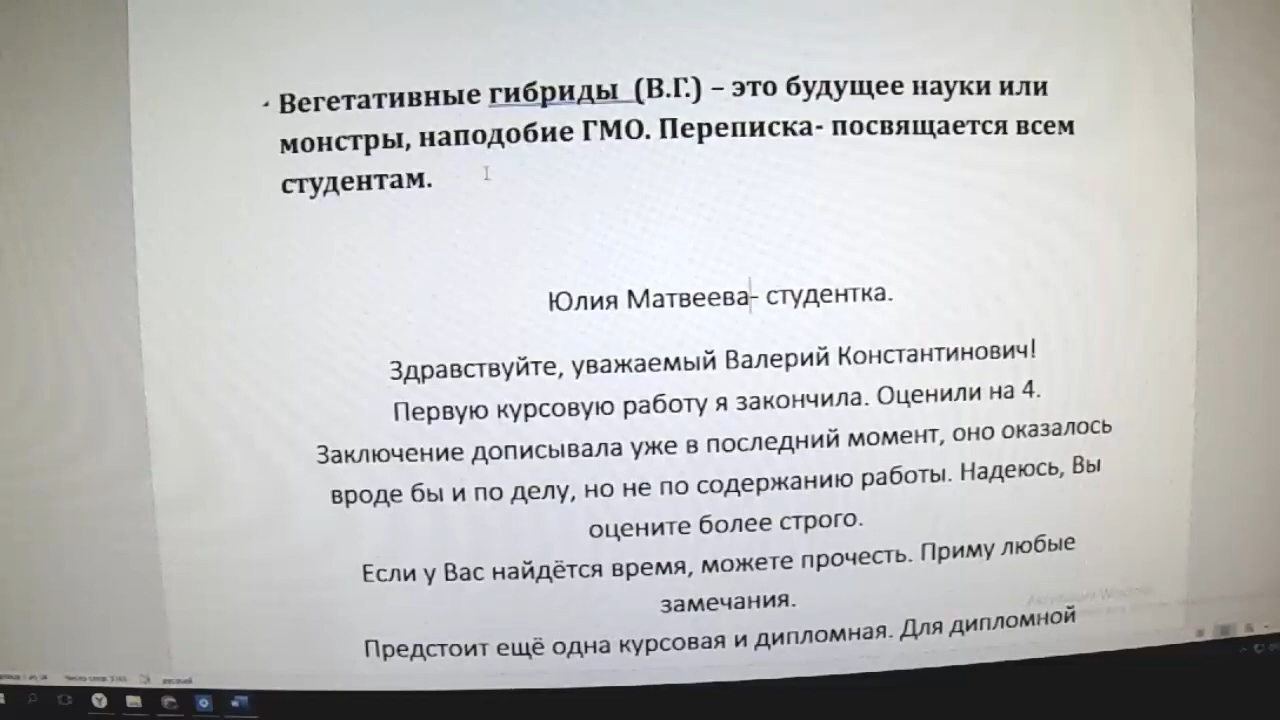 Вегетативные гибриды (В.Г.) – это будущее науки или
монстры, наподобие ГМО. Переписка- посвящается всем
студентам.
Юлия Матвеева- студентка.
Здравствуйте, уважаемый Валерий Константинович!
Первую курсовую работу я закончила. Оценили на 4.
Заключение дописывала уже в последний момент, оно оказалось
вроде бы и по делу, но не по содержанию работы. Надеюсь, Вы
оцените более строго.
Если у Вас найдётся время, можете прочесть. Приму любые
замечания.
Предстоит ещё одна курсовая и дипломная. Для дипломной
русский